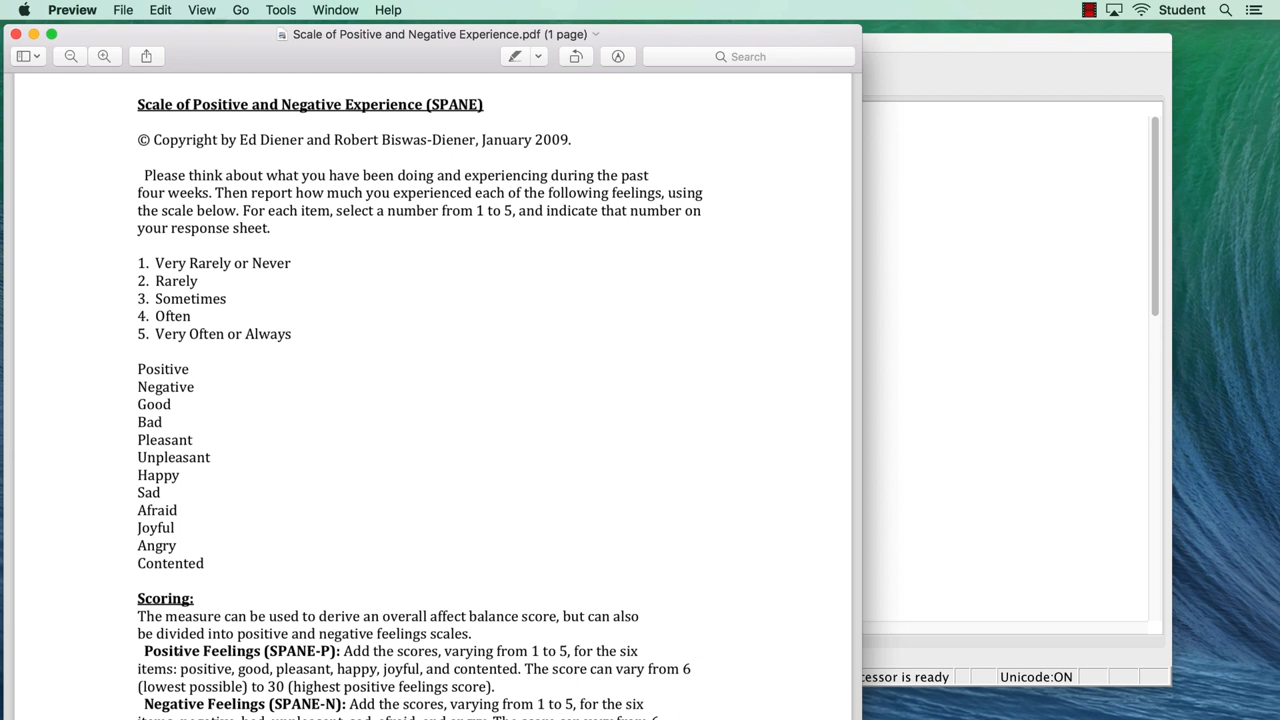 Preview File Edit View Go Tools Window Help Student
Scale of Positive and Negative Experience.pdf (1 page)
Search
Scale of Positive and Negative Experience (SPANE)
© Copyright by Ed Diener and Robert Biswas-Diener, January 2009.
Please think about what you have been doing and experiencing during the past
four weeks. Then report how much you experienced each of the following feelings, using
the scale below. For each item, select a number from 1 to 5, and indicate that number on
your response sheet.
1. Very Rarely or Never
2. Rarely
3. Sometimes
4. Often
5. Very Often or Always
Positive
Negative
Good
Bad
Pleasant
Unpleasant
Happy
Sad
Afraid
Joyful
Angry
Contented
Scoring:
The measure can be used to derive an overall affect balance score, but can also
be divided into positive and negative feelings scales.
Positive Feelings (SPANE-P): Add the scores, varying from 1 to 5, for the six
items: positive, good, pleasant, happy, joyful, and contented. The score can vary from 6
(lowest possible) to 30 (highest positive feelings score).
Negative Feelings (SPANE-N): Add the scores, varying from 1 to 5, for the six
is ready Unicode:ON